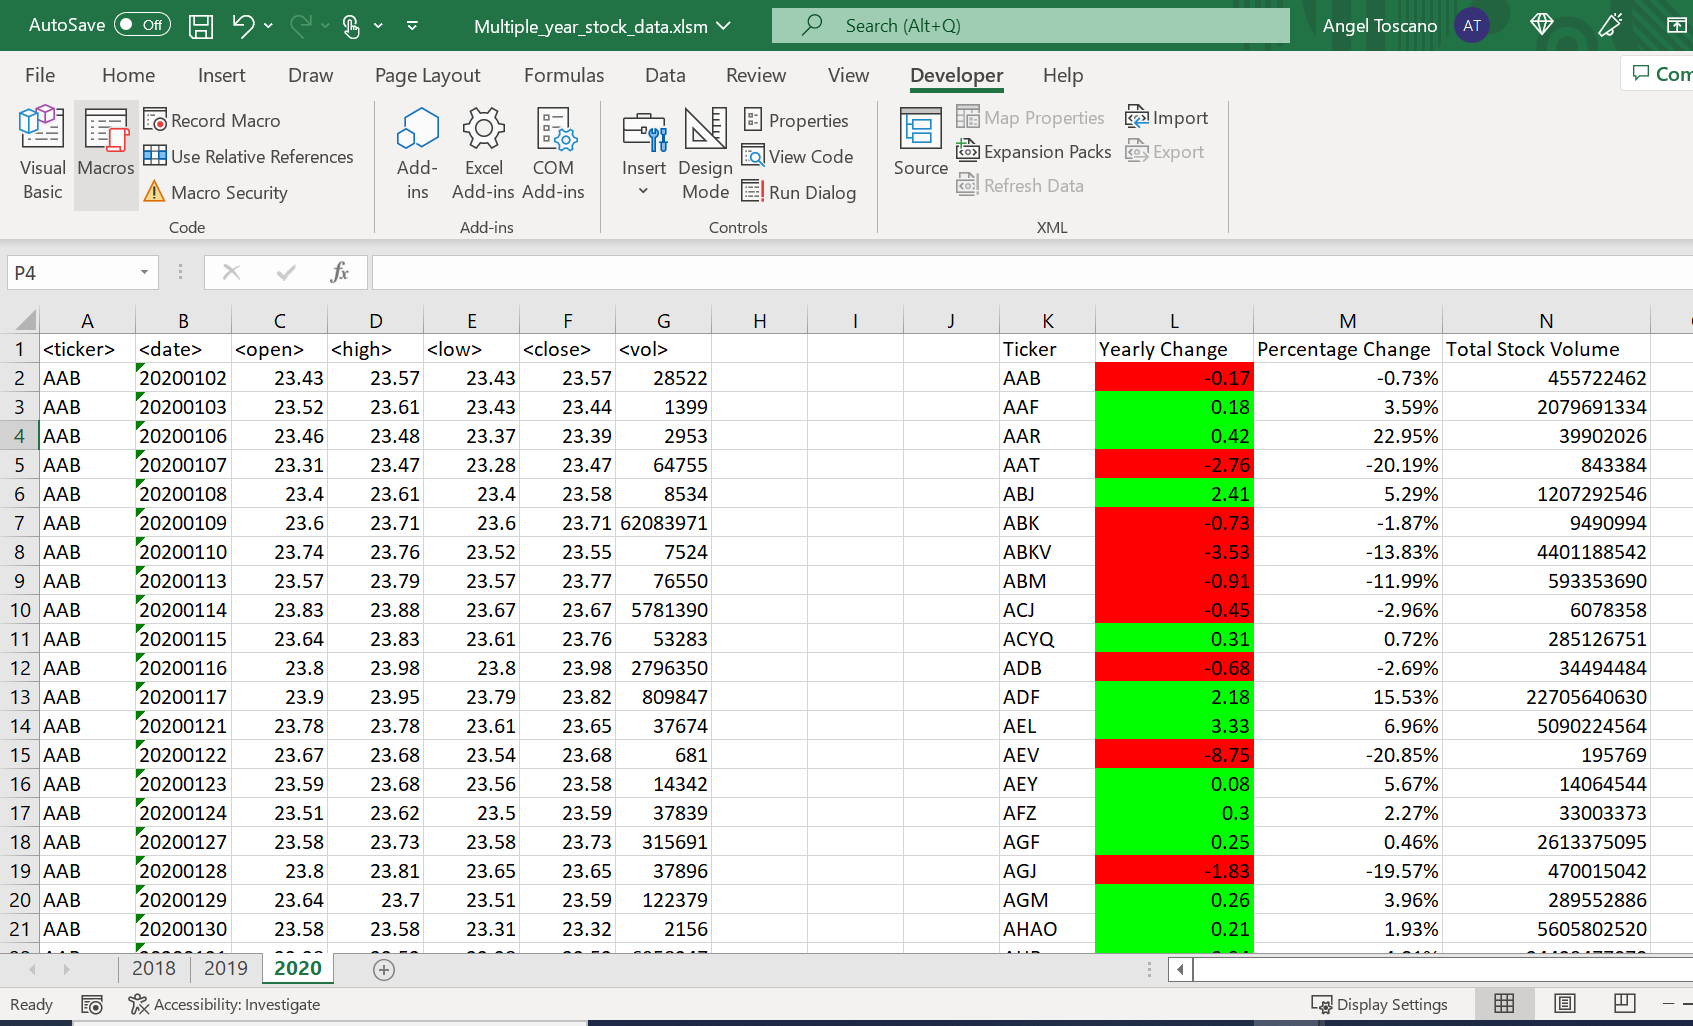 AutoSave Off Multiple_year_stock_data.xlsm Search (Alt+Q) Angel Toscano AT
File Home Insert Draw Page Layout Formulas Data Review View Developer Help Com
Visual Basic
Macros
Record Macro
Use Relative References
Macro Security
Code
Add-ins
Excel Add-ins
COM Add-ins
Add-ins
Insert
Design Mode
Properties
View Code
Run Dialog
Controls
Source
Map Properties
Expansion Packs
Refresh Data
Import
Export
XML
P4 fx
A B C D E F G H I J K L M N
1 <ticker> <date> <open> <high> <low> <close> <vol> Ticker Yearly Change Percentage Change Total Stock Volume
2 AAB 20200102 23.43 23.57 23.43 23.57 28522 AAB -0.17 -0.73% 455722462
3 AAB 20200103 23.52 23.61 23.43 23.44 1399 AAF 0.18 3.59% 2079691334
4 AAB 20200106 23.46 23.48 23.37 23.39 2953 AAR 0.42 22.95% 39902026
5 AAB 20200107 23.31 23.47 23.28 23.47 64755 AAT -2.76 -20.19% 843384
6 AAB 20200108 23.4 23.61 23.4 23.58 8534 ABJ 2.41 5.29% 1207292546
7 AAB 20200109 23.6 23.71 23.6 23.71 62083971 ABK -0.73 -1.87% 9490994
8 AAB 20200110 23.74 23.76 23.52 23.55 7524 ABKV -3.53 -13.83% 4401188542
9 AAB 20200113 23.57 23.79 23.57 23.77 76550 ABM -0.91 -11.99% 593353690
10 AAB 20200114 23.83 23.88 23.67 23.67 5781390 ACJ -0.45 -2.96% 6078358
11 AAB 20200115 23.64 23.83 23.61 23.76 53283 ACYQ 0.31 0.72% 285126751
12 AAB 20200116 23.8 23.98 23.8 23.98 2796350 ADB -0.68 -2.69% 34494484
13 AAB 20200117 23.9 23.95 23.79 23.82 809847 ADF 2.18 15.53% 22705640630
14 AAB 20200121 23.78 23.78 23.61 23.65 37674 AEL 3.33 6.96% 5090224564
15 AAB 20200122 23.67 23.68 23.54 23.68 681 AEV -8.75 -20.85% 195769
16 AAB 20200123 23.59 23.68 23.56 23.58 14342 AEY 0.08 5.67% 14064544
17 AAB 20200124 23.51 23.62 23.5 23.59 37839 AFZ 0.3 2.27% 33003373
18 AAB 20200127 23.58 23.73 23.58 23.73 315691 AGF 0.25 0.46% 2613375095
19 AAB 20200128 23.8 23.81 23.65 23.65 37896 AGJ -1.83 -19.57% 470015042
20 AAB 20200129 23.64 23.7 23.51 23.59 122379 AGM 0.26 3.96% 289552886
21 AAB 20200130 23.58 23.58 23.31 23.32 2156 AHAO 0.21 1.93% 5605802520
2018 2019 2020
Ready Accessibility: Investigate Display Settings